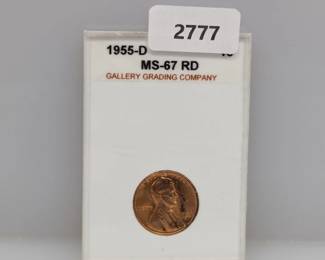 2777
1955-D
MS-67 RD
GALLERY GRADING COMPANY